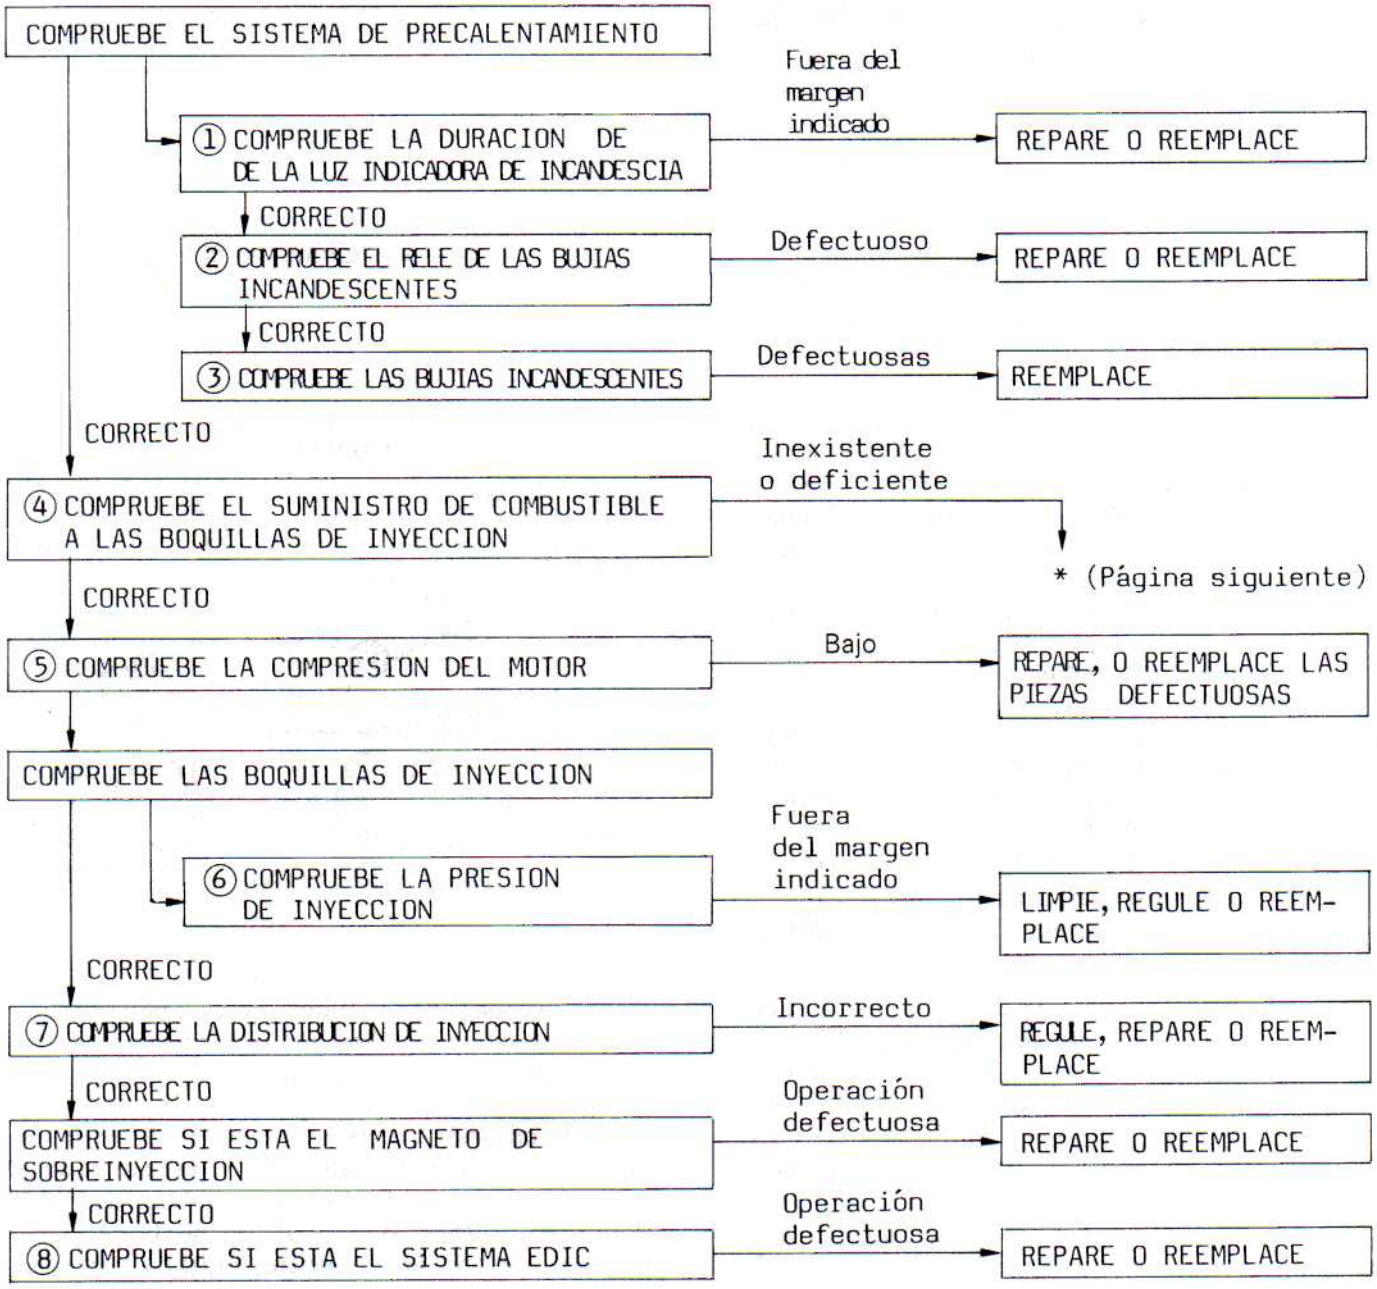 COMPRUEBE EL SISTEMA DE PRECALENTAMIENTO
Fuera del
margen
indicado
① COMPRUEBE LA DURACION DE
DE LA LUZ INDICADORA DE INCANDESCIA
REPARE O REEMPLACE
CORRECTO
② COMPRUEBE EL RELE DE LAS BUJIAS
INCANDESCENTES
Defectuoso
REPARE O REEMPLACE
CORRECTO
③ COMPRUEBE LAS BUJIAS INCANDESCENTES
Defectuosas
REEMPLACE
CORRECTO
Inexistente
o deficiente
④ COMPRUEBE EL SUMINISTRO DE COMBUSTIBLE
A LAS BOQUILLAS DE INYECCION
* (Página siguiente)
CORRECTO
⑤ COMPRUEBE LA COMPRESION DEL MOTOR
Bajo
REPARE, O REEMPLACE LAS
PIEZAS DEFECTUOSAS
COMPRUEBE LAS BOQUILLAS DE INYECCION
Fuera
del margen
indicado
⑥ COMPRUEBE LA PRESION
DE INYECCION
LIMPIE, REGULE O REEM-
PLACE
CORRECTO
⑦ COMPRUEBE LA DISTRIBUCION DE INYECCION
Incorrecto
REGULE, REPARE O REEM-
PLACE
CORRECTO
Operación
defectuosa
COMPRUEBE SI ESTA EL MAGNETO DE
SOBREINYECCION
REPARE O REEMPLACE
CORRECTO
Operación
defectuosa
⑧ COMPRUEBE SI ESTA EL SISTEMA EDIC
REPARE O REEMPLACE